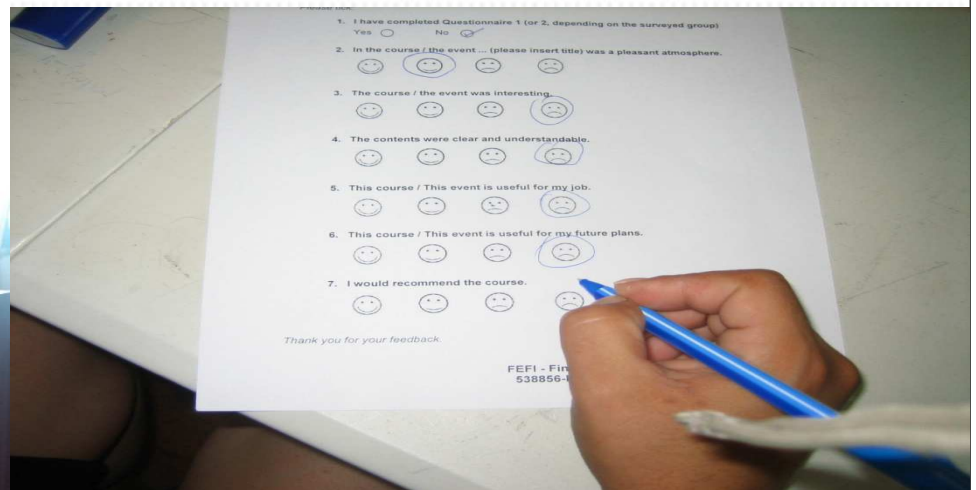 1. I have completed Questionnaire 1 (or 2, depending on the surveyed group)
Yes No
2. In the course / the event ... (please insert title) was a pleasant atmosphere.
3. The course / the event was interesting.
4. The contents were clear and understandable.
5. This course / This event is useful for my job.
6. This course / This event is useful for my future plans.
7. I would recommend the course.
Thank you for your feedback.
FEFI - Fin
538856-